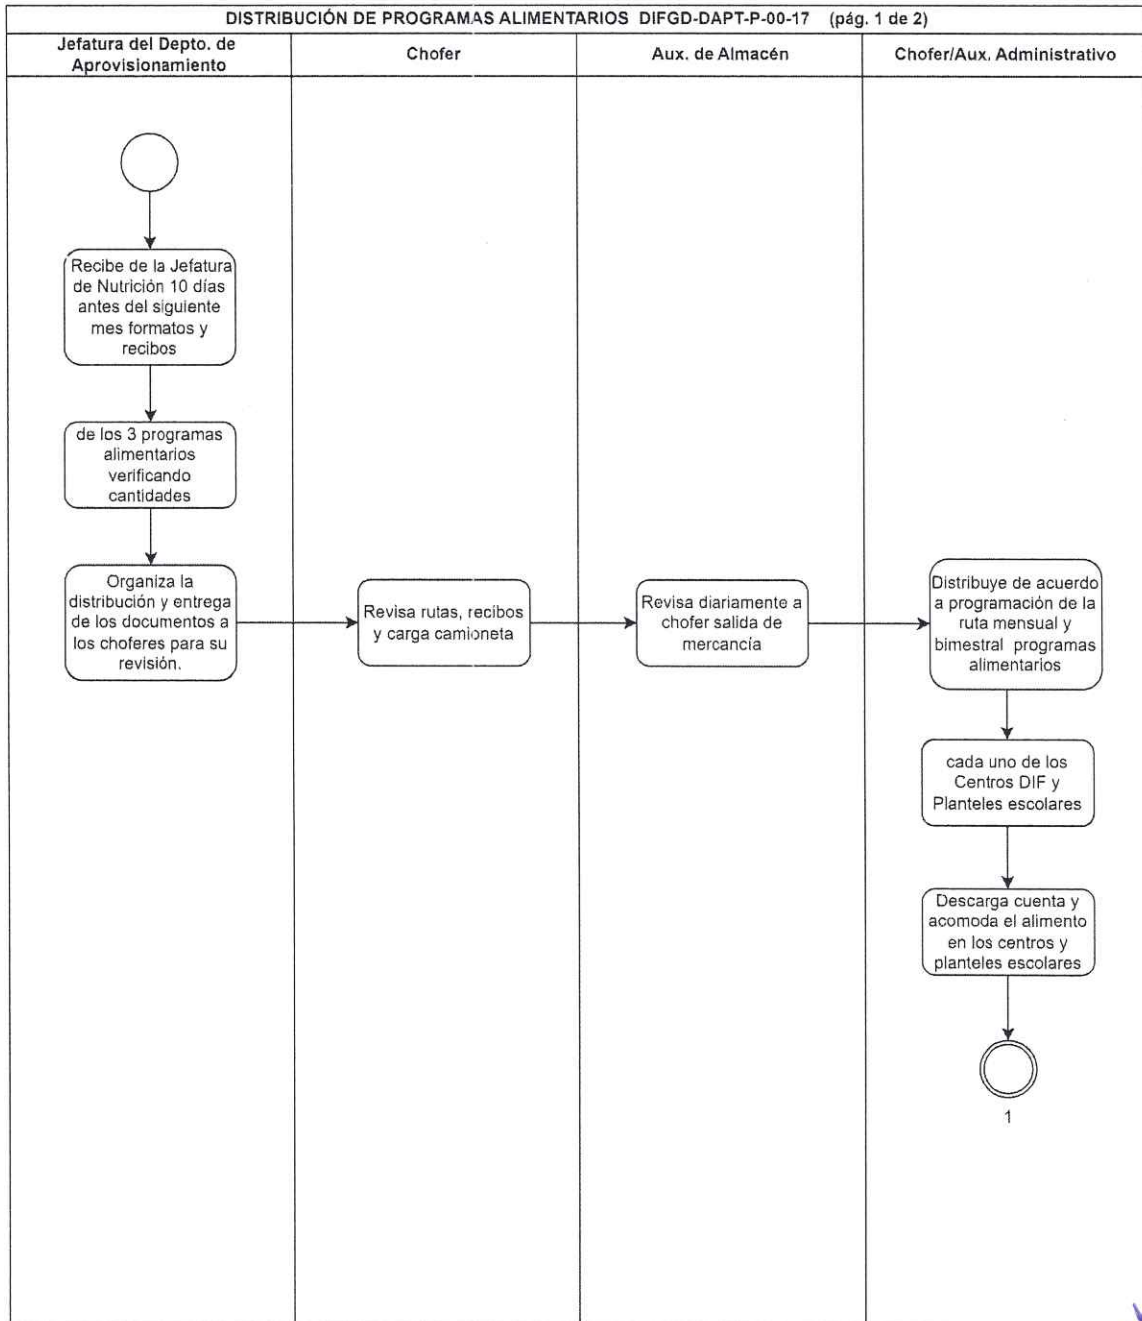 DISTRIBUCIÓN DE PROGRAMAS ALIMENTARIOS DIFGD-DAPT-P-00-17 (pág. 1 de 2)
Jefatura del Depto. de
Aprovisionamiento
Chofer
Aux. de Almacén
Chofer/Aux. Administrativo
Recibe de la Jefatura
de Nutrición 10 días
antes del siguiente
mes formatos y
recibos
de los 3 programas
alimentarios
verificando
cantidades
Organiza la
distribución y entrega
de los documentos a
los choferes para su
revisión.
Revisa rutas, recibos
y carga camioneta
Revisa diariamente a
chofer salida de
mercancía
Distribuye de acuerdo
a programación de la
ruta mensual y
bimestral programas
alimentarios
cada uno de los
Centros DIF y
Planteles escolares
Descarga cuenta y
acomoda el alimento
en los centros y
planteles escolares
1